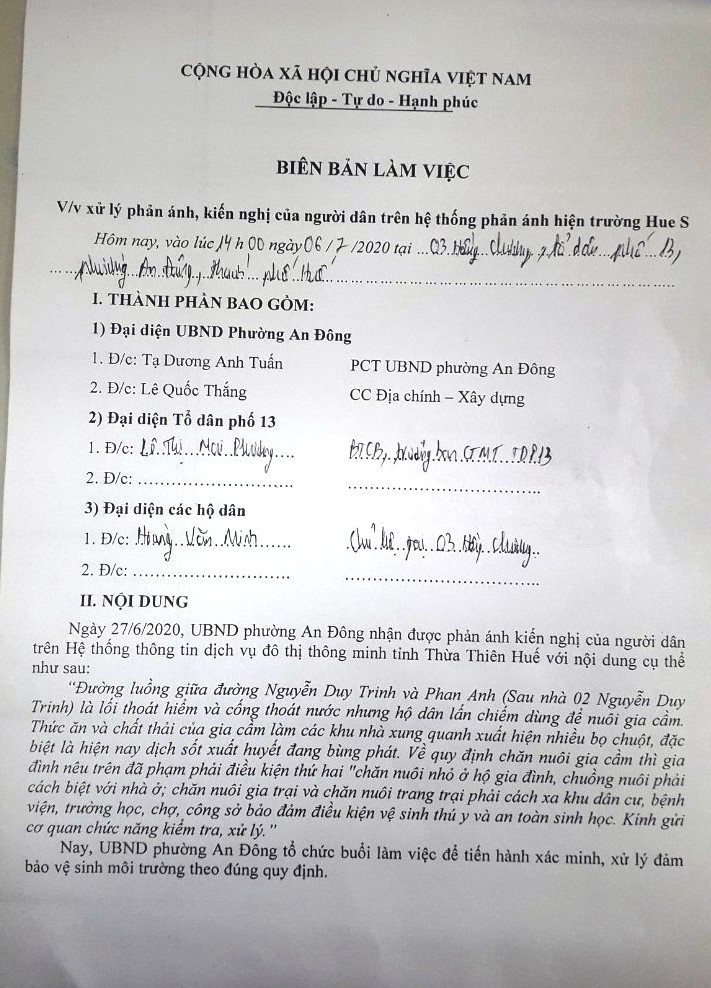 CỘNG HÒA XÃ HỘI CHỦ NGHĨA VIỆT NAM
Độc lập - Tự do - Hạnh phúc
BIÊN BẢN LÀM VIỆC
V/v xử lý phản ánh, kiến nghị của người dân trên hệ thống phản ánh hiện trường Hue S
Hôm nay, vào lúc 14 h 00 ngày 06 / 7 /2020 tại ... 03 ... tổ dân phố 13,
phường An Đông, thành phố Huế
I. THÀNH PHẦN BAO GỒM:
1) Đại diện UBND Phường An Đông
1. Đ/c: Tạ Dương Anh Tuấn PCT UBND phường An Đông
2. Đ/c: Lê Quốc Thắng CC Địa chính – Xây dựng
2) Đại diện Tổ dân phố 13
1. Đ/c: Lê Thị Mai Phương BTCB, trưởng ban CTMT TDP13
2. Đ/c:
3) Đại diện các hộ dân
1. Đ/c: Hoàng Văn Minh Chủ hộ 03
2. Đ/c:
II. NỘI DUNG
Ngày 27/6/2020, UBND phường An Đông nhận được phản ánh kiến nghị của người dân
trên Hệ thống thông tin dịch vụ đô thị thông minh tỉnh Thừa Thiên Huế với nội dung cụ thể
như sau:
"Đường luồng giữa đường Nguyễn Duy Trinh và Phan Anh (Sau nhà 02 Nguyễn Duy
Trinh) là lối thoát hiểm và cống thoát nước nhưng hộ dân lấn chiếm dùng để nuôi gia cầm.
Thức ăn và chất thải của gia cầm làm các khu nhà xung quanh xuất hiện nhiều bọ chuột, đặc
biệt là hiện nay dịch sốt xuất huyết đang bùng phát. Về quy định chăn nuôi gia cầm thì gia
đình nêu trên đã phạm phải điều kiện thứ hai "chăn nuôi nhỏ ở hộ gia đình, chuồng nuôi phải
cách biệt với nhà ở; chăn nuôi gia trại và chăn nuôi trang trại phải cách xa khu dân cư, bệnh
viện, trường học, chợ, công sở bảo đảm điều kiện vệ sinh thú y và an toàn sinh học. Kính gửi
cơ quan chức năng kiểm tra, xử lý."
Nay, UBND phường An Đông tổ chức buổi làm việc để tiến hành xác minh, xử lý đảm
bảo vệ sinh môi trường theo đúng quy định.